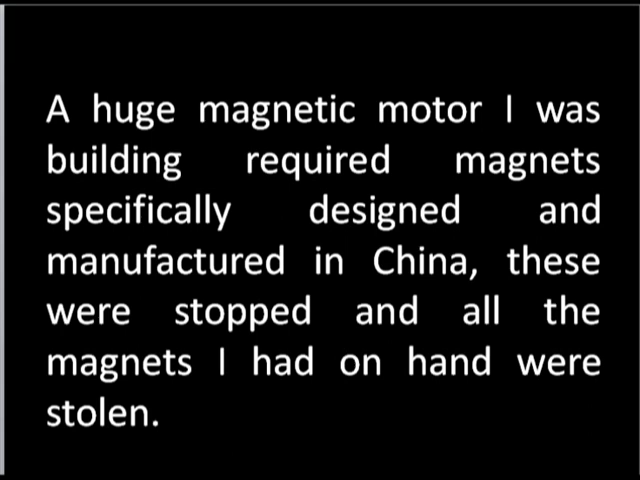 A huge magnetic motor I was
building required magnets
specifically designed and
manufactured in China, these
were stopped and all the
magnets I had on hand were
stolen.